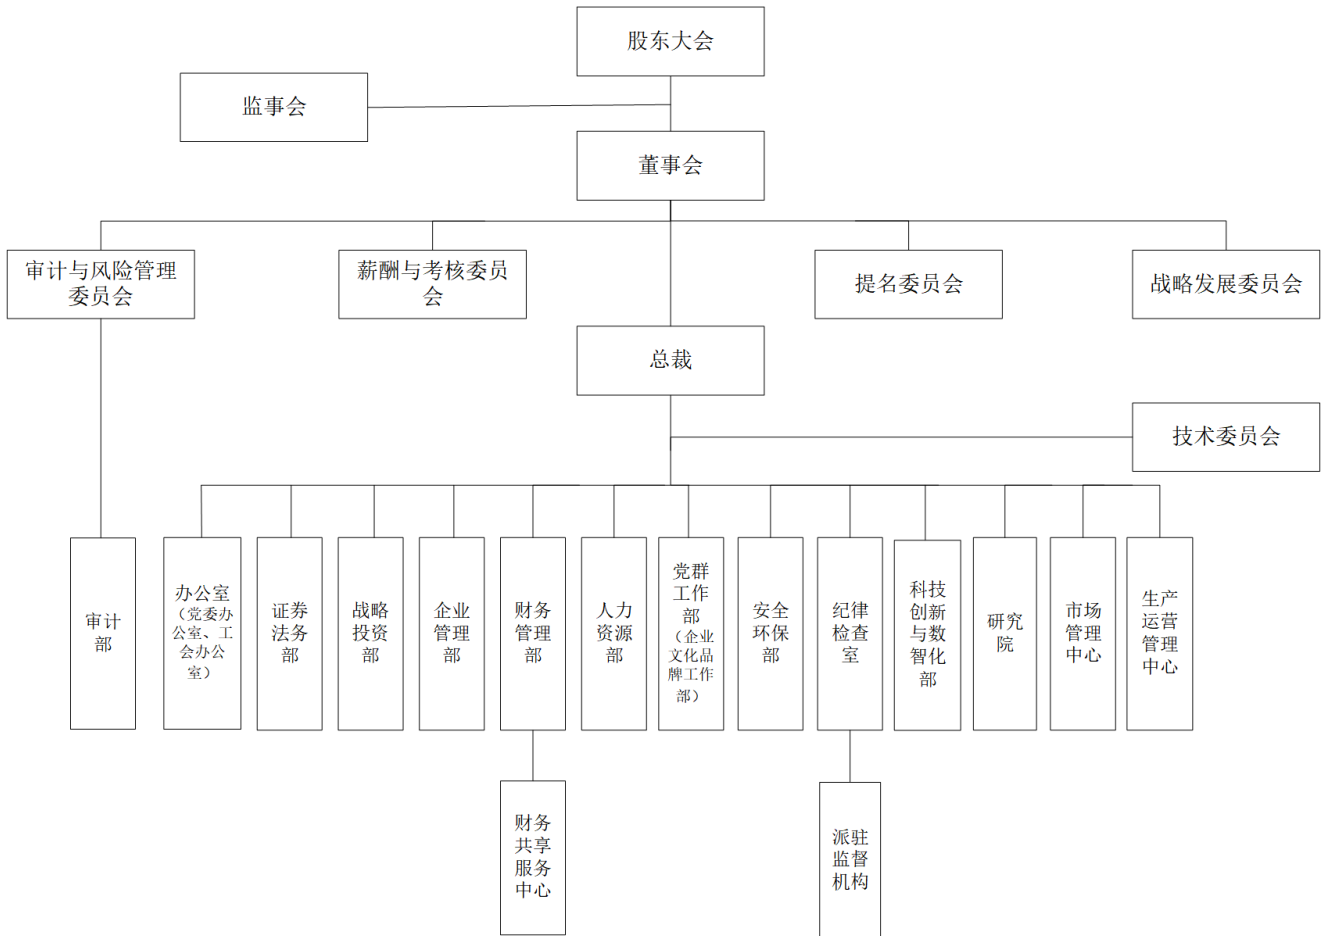 股东大会
监事会
董事会
审计与风险管理
委员会
薪酬与考核委员
会
提名委员会
战略发展委员会
总裁
技术委员会
审计
部
办公室
（党委办
公室、工
会办公
室）
证券
法务
部
战略
投资
部
企业
管理
部
财务
管理
部
人力
资源
部
党群
工作
部
（企业
文化品
牌工作
部）
安全
环保
部
纪律
检查
室
科技
创新
与数
智化
部
研究
院
市场
管理
中心
生产
运营
管理
中心
财务
共享
服务
中心
派驻
监督
机构